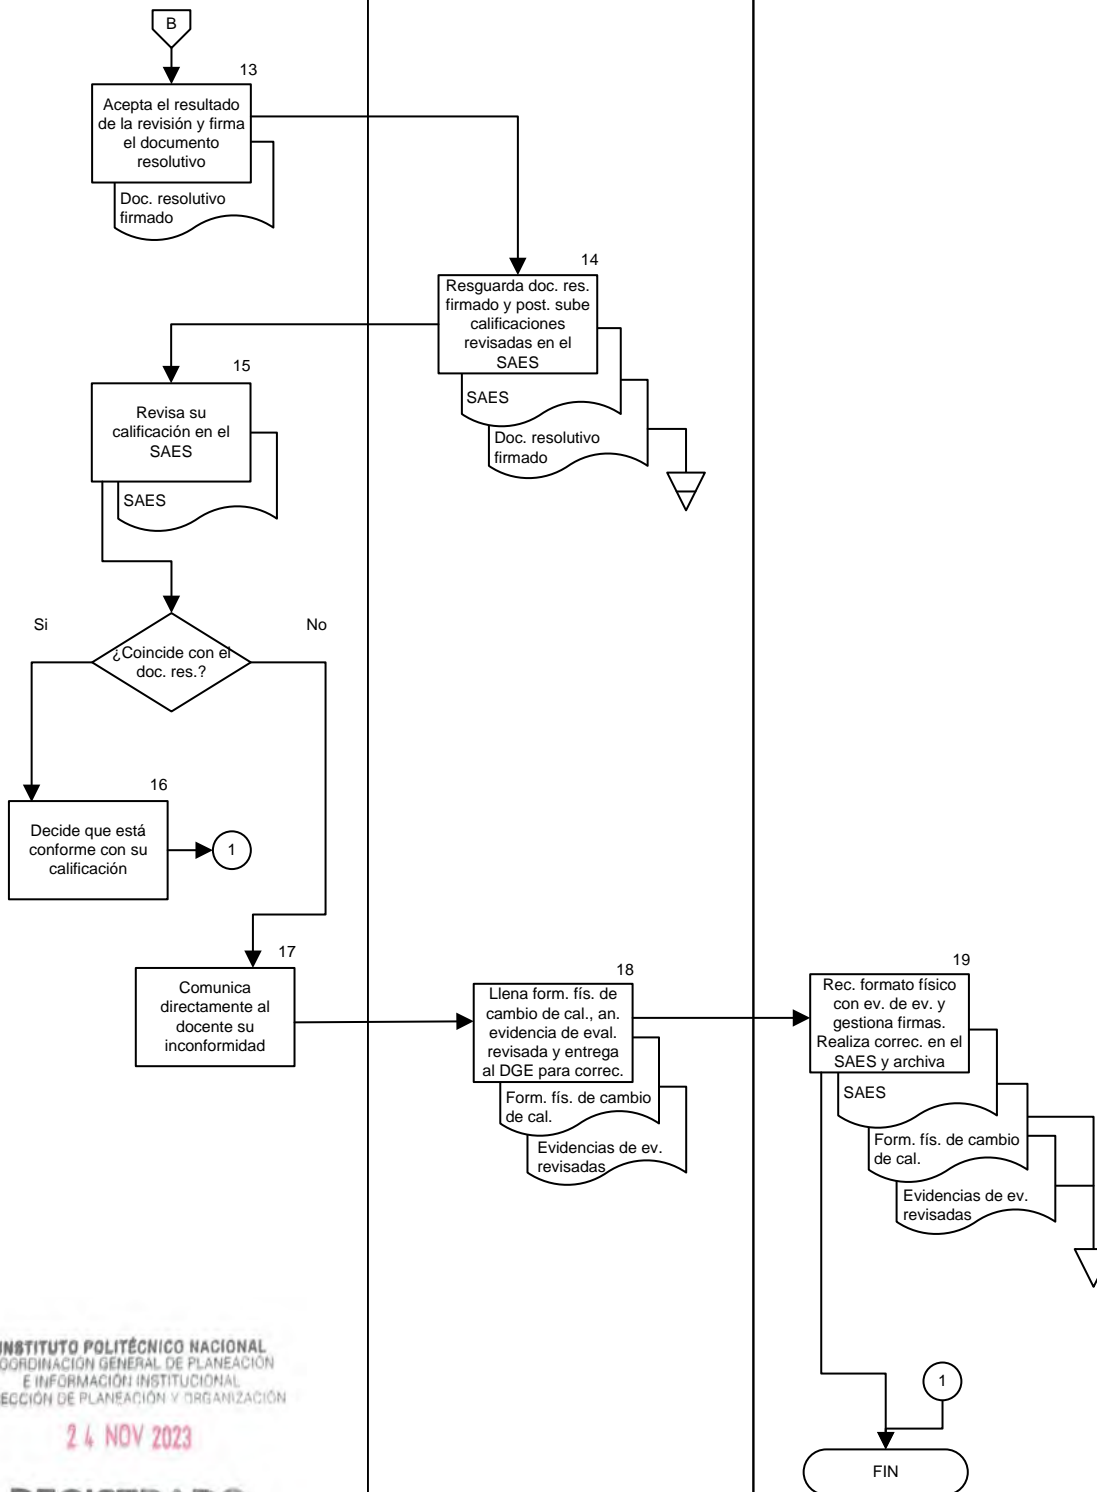 B
13
Acepta el resultado
de la revisión y firma
el documento
resolutivo
Doc. resolutivo
firmado
14
Resguarda doc. res.
firmado y post. sube
calificaciones
revisadas en el
SAES
SAES
Doc. resolutivo
firmado
15
Revisa su
calificación en el
SAES
SAES
¿Coincide con el
doc. res.?
Si
No
16
Decide que está
conforme con su
calificación
1
17
Comunica
directamente al
docente su
inconformidad
18
Llena form. fís. de
cambio de cal., an.
evidencia de eval.
revisada y entrega
al DGE para correc.
Form. fís. de cambio
de cal.
Evidencias de ev.
revisadas
19
Rec. formato físico
con ev. de ev. y
gestiona firmas.
Realiza correc. en el
SAES y archiva
SAES
Form. fís. de cambio
de cal.
Evidencias de ev.
revisadas
1
FIN
INSTITUTO POLITÉCNICO NACIONAL
COORDINACIÓN GENERAL DE PLANEACIÓN
E INFORMACIÓN INSTITUCIONAL
DE PLANEACIÓN Y ORGANIZACIÓN
24 NOV 2023